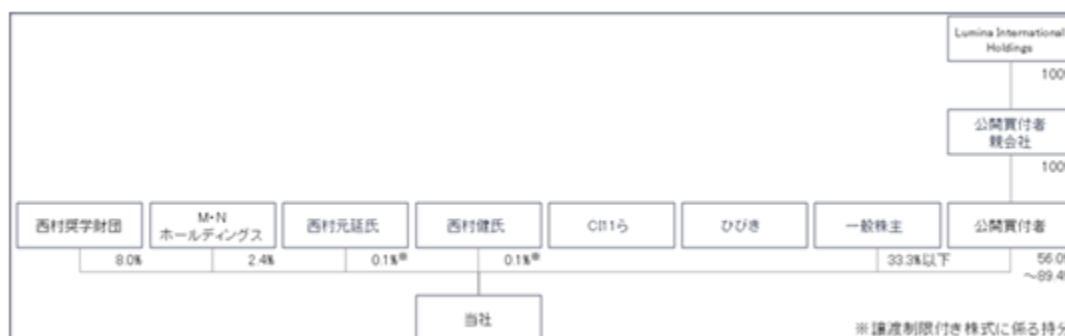 Lumina International
Holdings
100%
公開買付者
親会社
100%
西村奨学財団
M・N
ホールディングス
西村元延氏
西村健氏
CI11ら
ひびき
一般株主
公開買付者
8.0%
2.4%
0.1%※
0.1%※
33.3%以下
56.0%
~89.4%
当社
※譲渡制限付き株式に係る持分